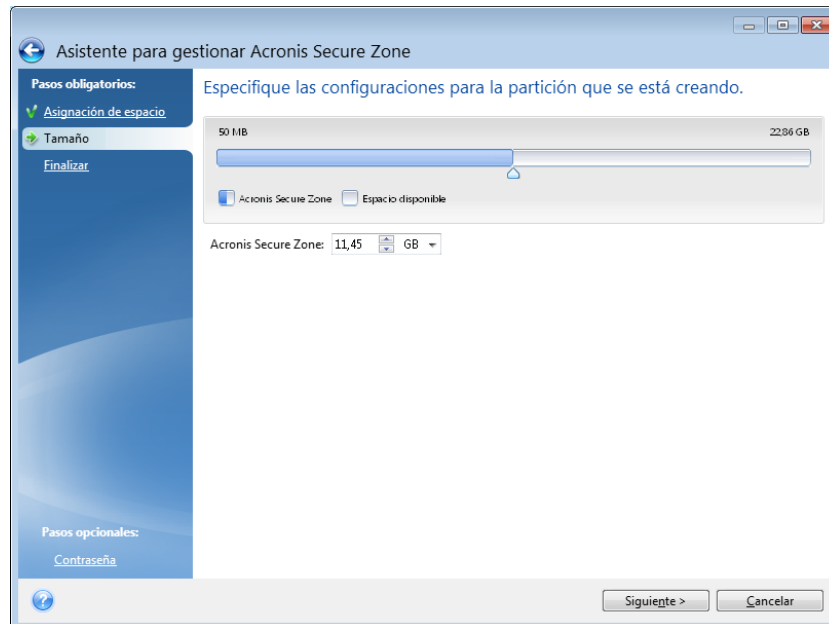 Asistente para gestionar Acronis Secure Zone
Pasos obligatorios:
Asignación de espacio
Tamaño
Finalizar
Especifique las configuraciones para la partición que se está creando.
50 MB 22,86 GB
Acronis Secure Zone Espacio disponible
Acronis Secure Zone: 11,45 GB
Pasos opcionales:
Contraseña
Siguiente > Cancelar